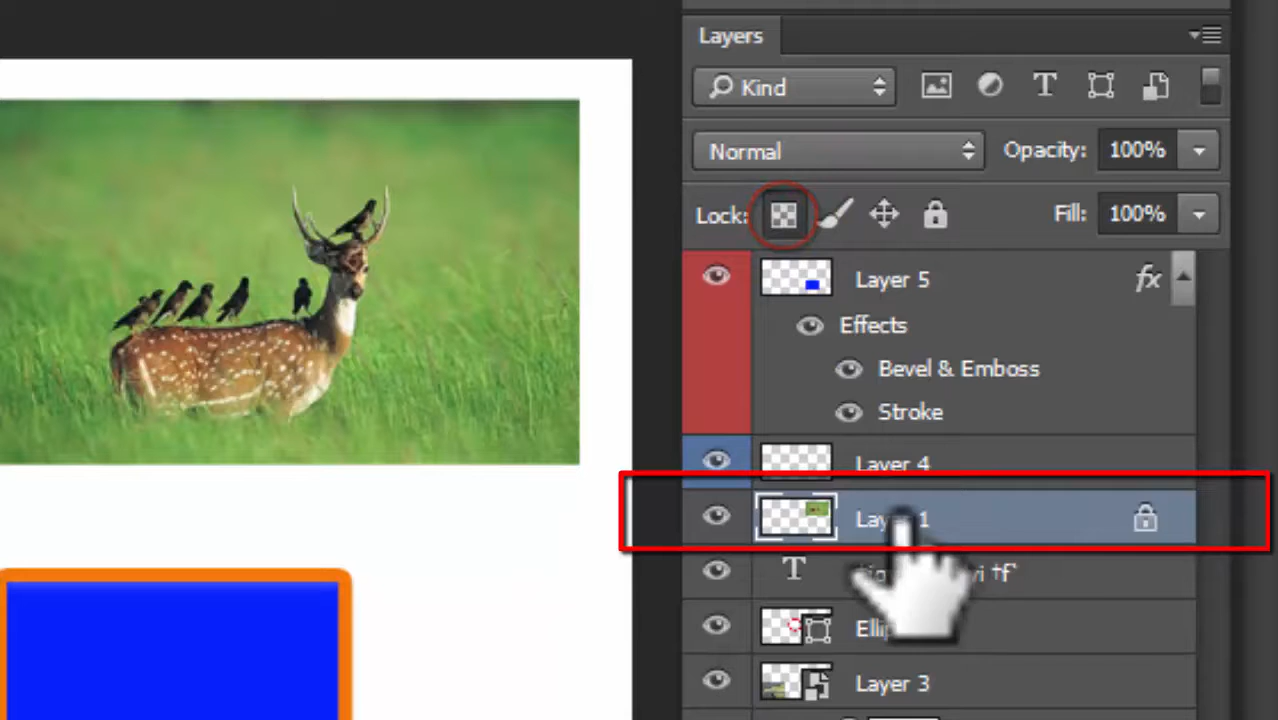 Layers
Kind
T
Normal
Opacity: 100%
Lock:
Fill: 100%
Layer 5 fx
Effects
Bevel & Emboss
Stroke
Layer 4
Layer 1
T
Layer 3